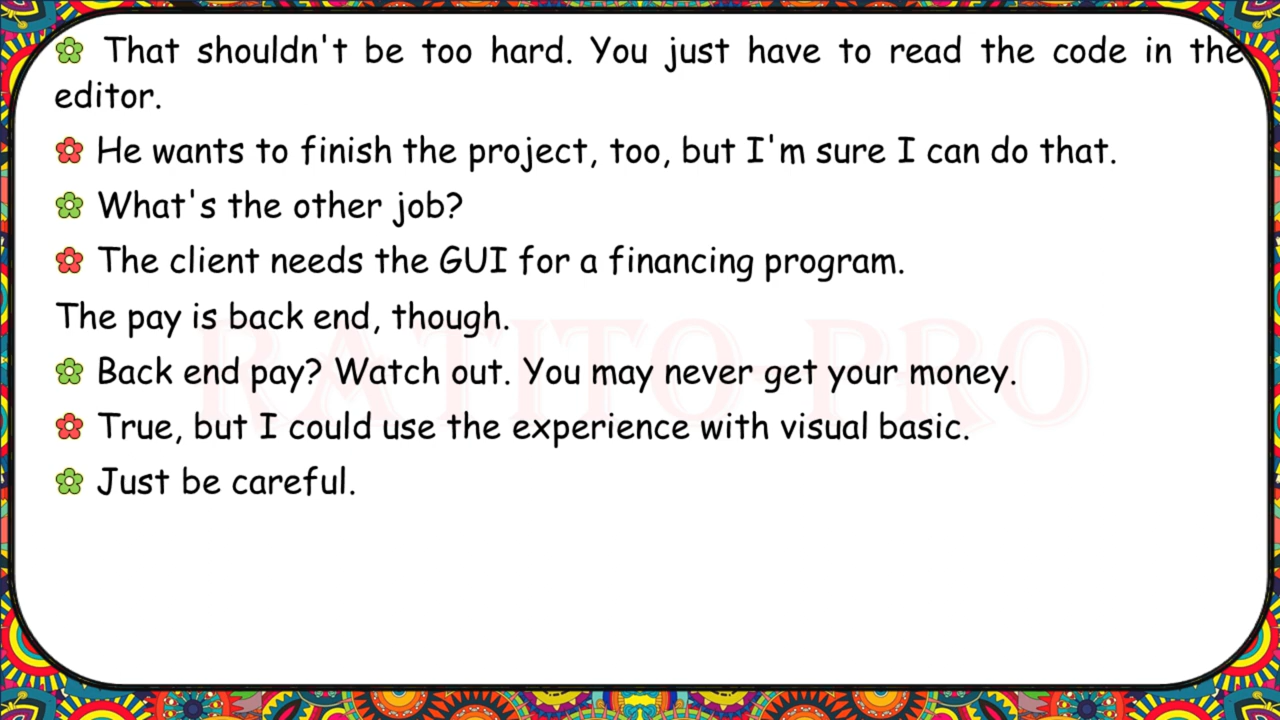 That shouldn't be too hard. You just have to read the code in the
editor.
He wants to finish the project, too, but I'm sure I can do that.
What's the other job?
The client needs the GUI for a financing program.
The pay is back end, though.
RATITO PRO
Back end pay? Watch out. You may never get your money.
True, but I could use the experience with visual basic.
Just be careful.